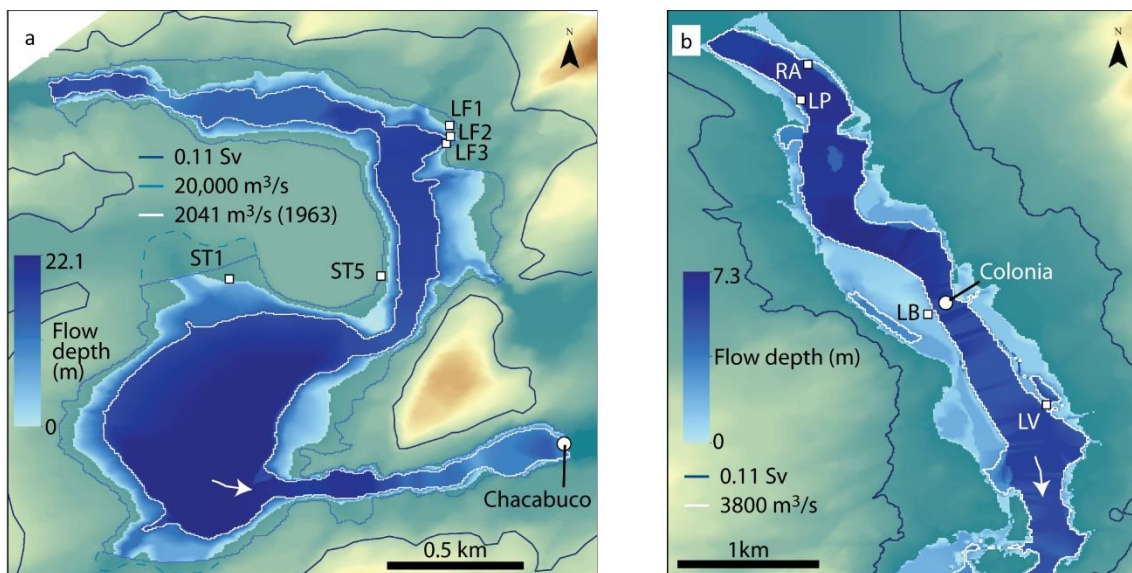 a
N
LF1
LF2
LF3
0.11 Sv
20,000 m³/s
2041 m³/s (1963)
ST1
ST5
22.1
Flow
depth
(m)
0
Chacabuco
0.5 km
b
N
RA
LP
Colonia
LB
7.3
Flow depth (m)
0
LV
0.11 Sv
3800 m³/s
1km